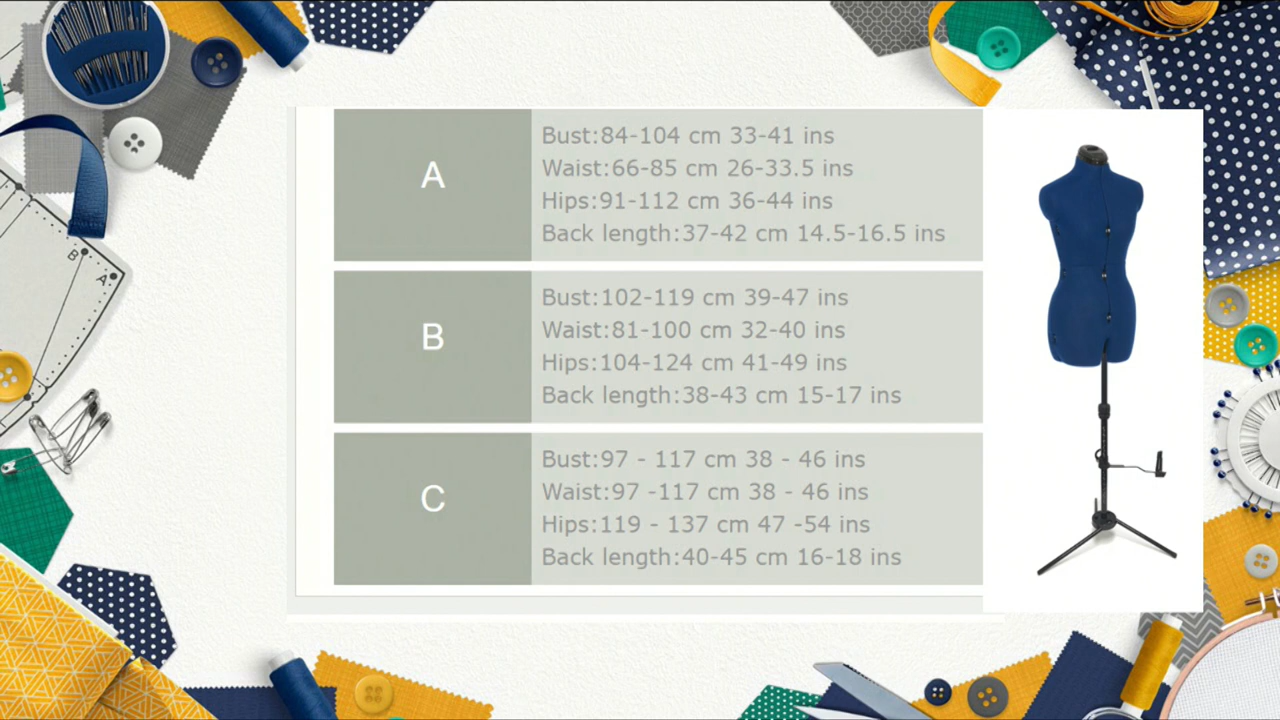 A
Bust:84-104 cm 33-41 ins
Waist:66-85 cm 26-33.5 ins
Hips:91-112 cm 36-44 ins
Back length:37-42 cm 14.5-16.5 ins
B
Bust:102-119 cm 39-47 ins
Waist:81-100 cm 32-40 ins
Hips:104-124 cm 41-49 ins
Back length:38-43 cm 15-17 ins
C
Bust:97 - 117 cm 38 - 46 ins
Waist:97 -117 cm 38 - 46 ins
Hips:119 - 137 cm 47 -54 ins
Back length:40-45 cm 16-18 ins
B
A